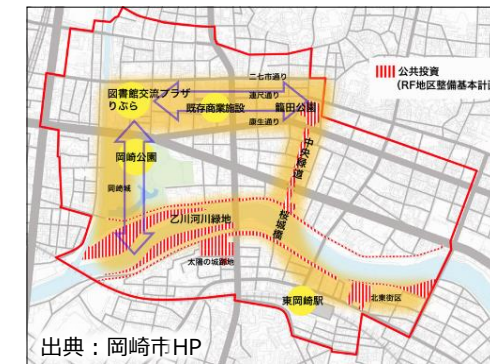 公共投資
（RF地区整備基本計
二七市通り
図書館交流プラザ
りぶら
連尺通り
既存商業施設
籠田公園
康生通り
岡崎公園
中央緑道
岡崎城
乙川河川緑地
桜城橋
太陽の城跡地
東岡崎駅
北東街区
出典：岡崎市HP